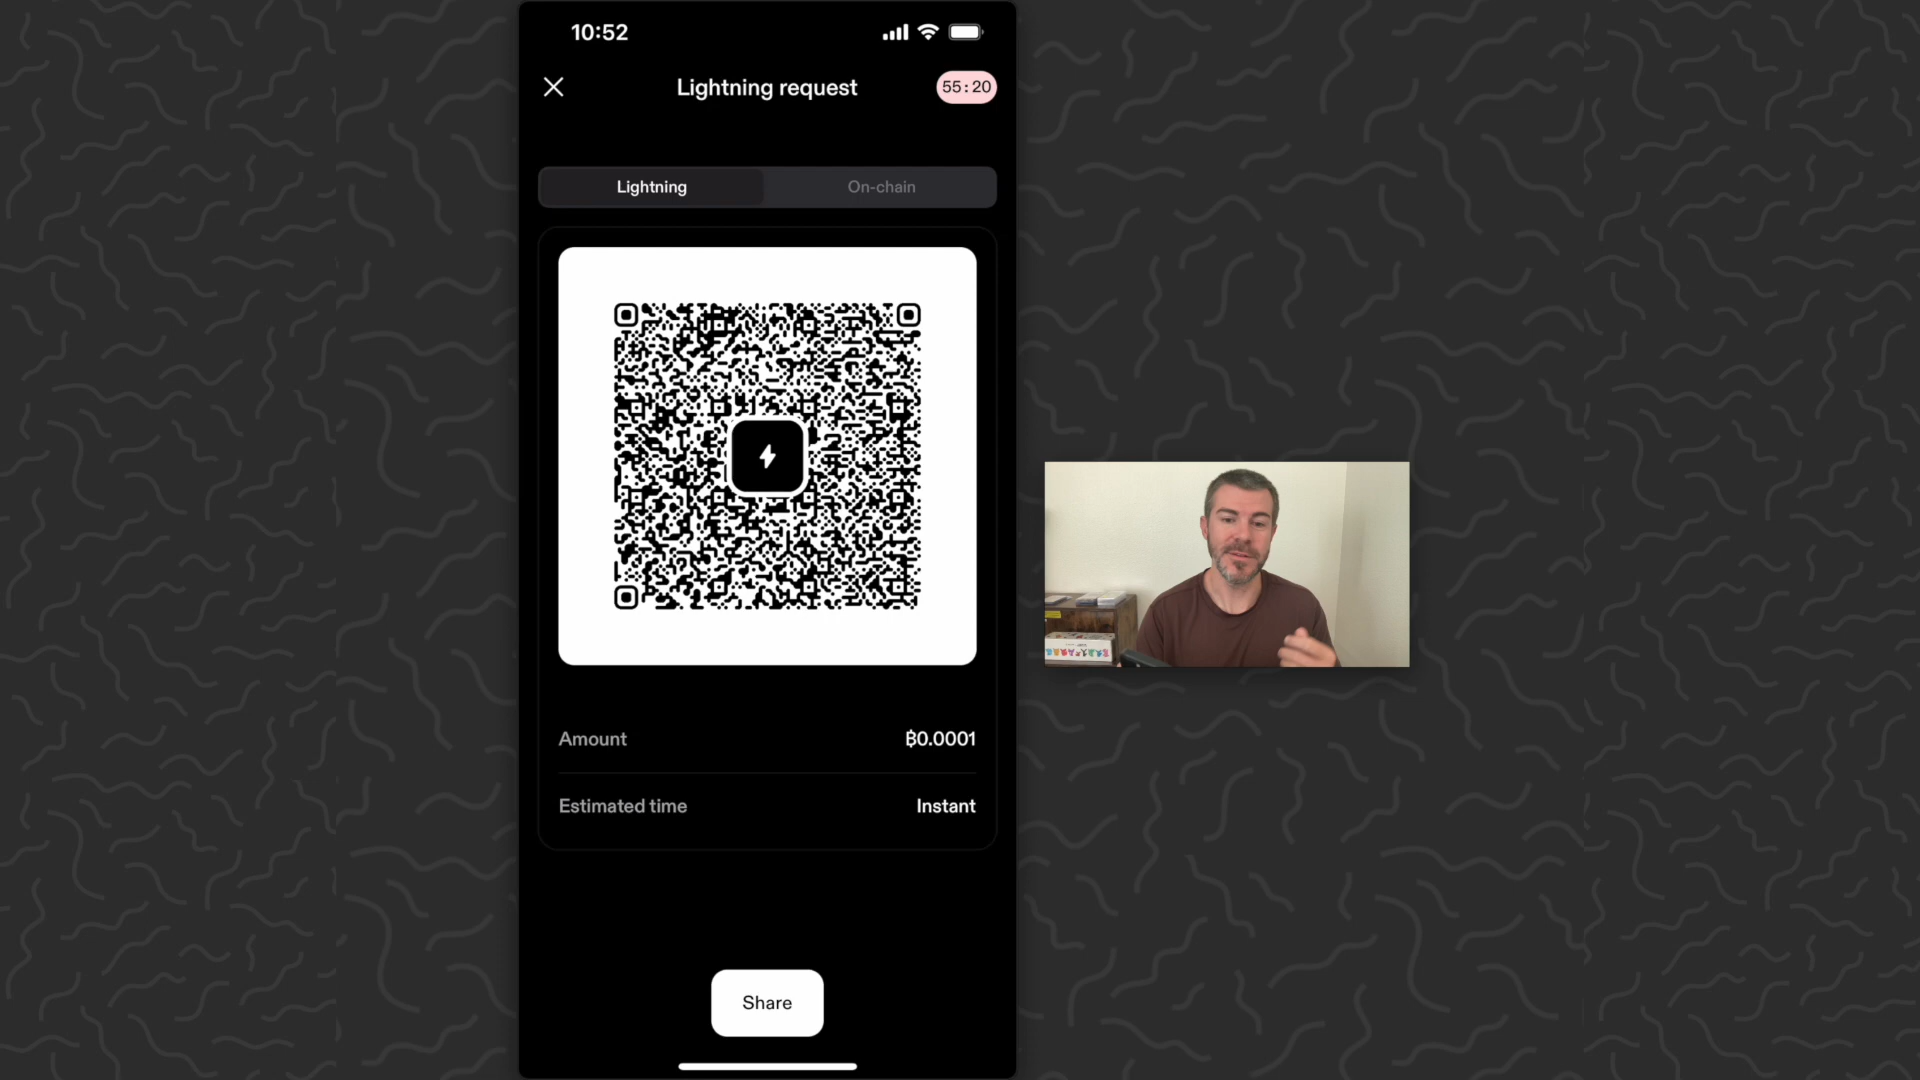 10:52
Lightning request
55:20
Lightning
On-chain
Amount
₿0.0001
Estimated time
Instant
Share